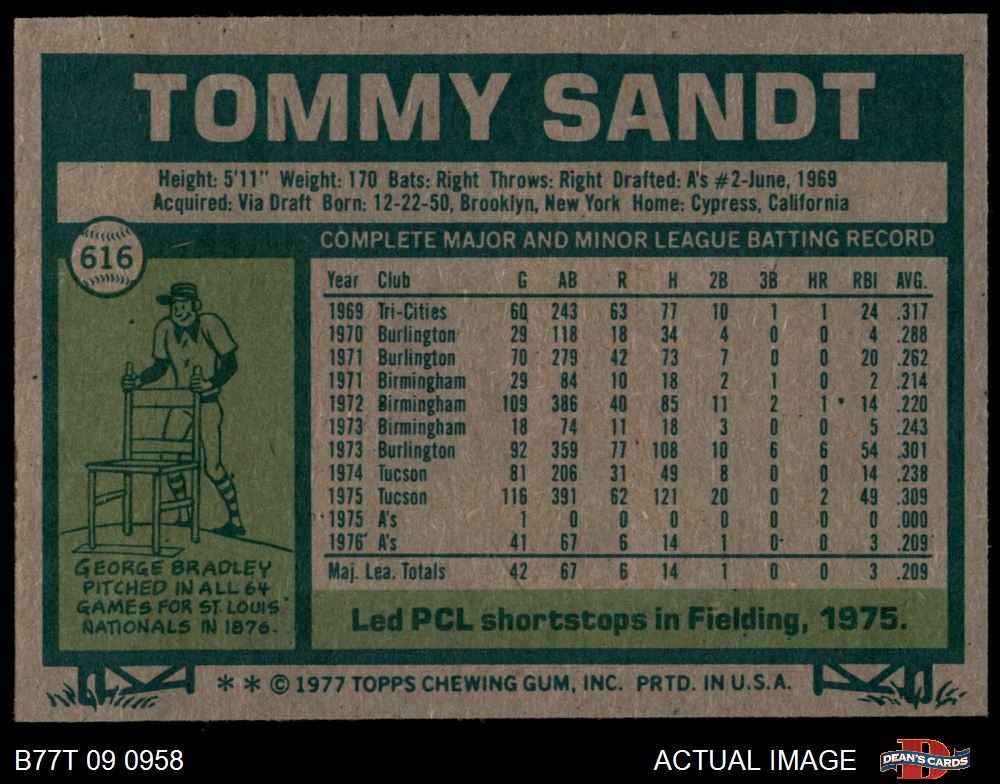 TOMMY SANDT
Height: 5'11" Weight: 170 Bats: Right Throws: Right Drafted: A's #2-June, 1969
Acquired: Via Draft Born: 12-22-50, Brooklyn, New York Home: Cypress, California
616
COMPLETE MAJOR AND MINOR LEAGUE BATTING RECORD
Year Club G AB R H 2B 3B HR RBI AVG.
1969 Tri-Cities 60 243 63 77 10 1 1 24 .317
1970 Burlington 29 118 18 34 4 0 0 4 .288
1971 Burlington 70 279 42 73 7 0 0 20 .262
1971 Birmingham 29 84 10 18 2 1 0 2 .214
1972 Birmingham 109 386 40 85 11 2 1 14 .220
1973 Birmingham 18 74 11 18 3 0 0 5 .243
1973 Burlington 92 359 77 108 10 6 6 54 .301
1974 Tucson 81 206 31 49 8 0 0 14 .238
1975 Tucson 116 391 62 121 20 0 2 49 .309
1975 A's 1 0 0 0 0 0 0 0 .000
1976 A's 41 67 6 14 1 0 0 3 .209
Maj. Lea. Totals 42 67 6 14 1 0 0 3 .209
GEORGE BRADLEY
PITCHED IN ALL 64
GAMES FOR ST. LOUIS
NATIONALS IN 1876.
Led PCL shortstops in Fielding, 1975.
* * © 1977 TOPPS CHEWING GUM, INC. PRTD. IN U.S.A.
B77T 09 0958
ACTUAL IMAGE
D
DEAN'S CARDS